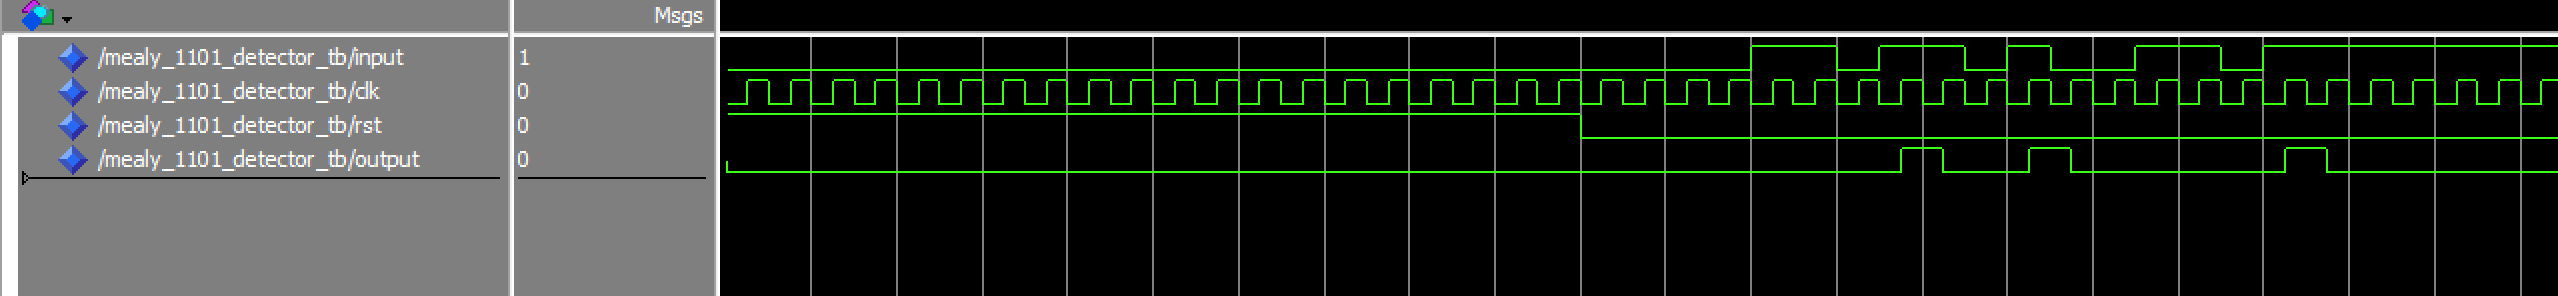 Msgs
/mealy_1101_detector_tb/input 1
/mealy_1101_detector_tb/clk 0
/mealy_1101_detector_tb/rst 0
/mealy_1101_detector_tb/output 0